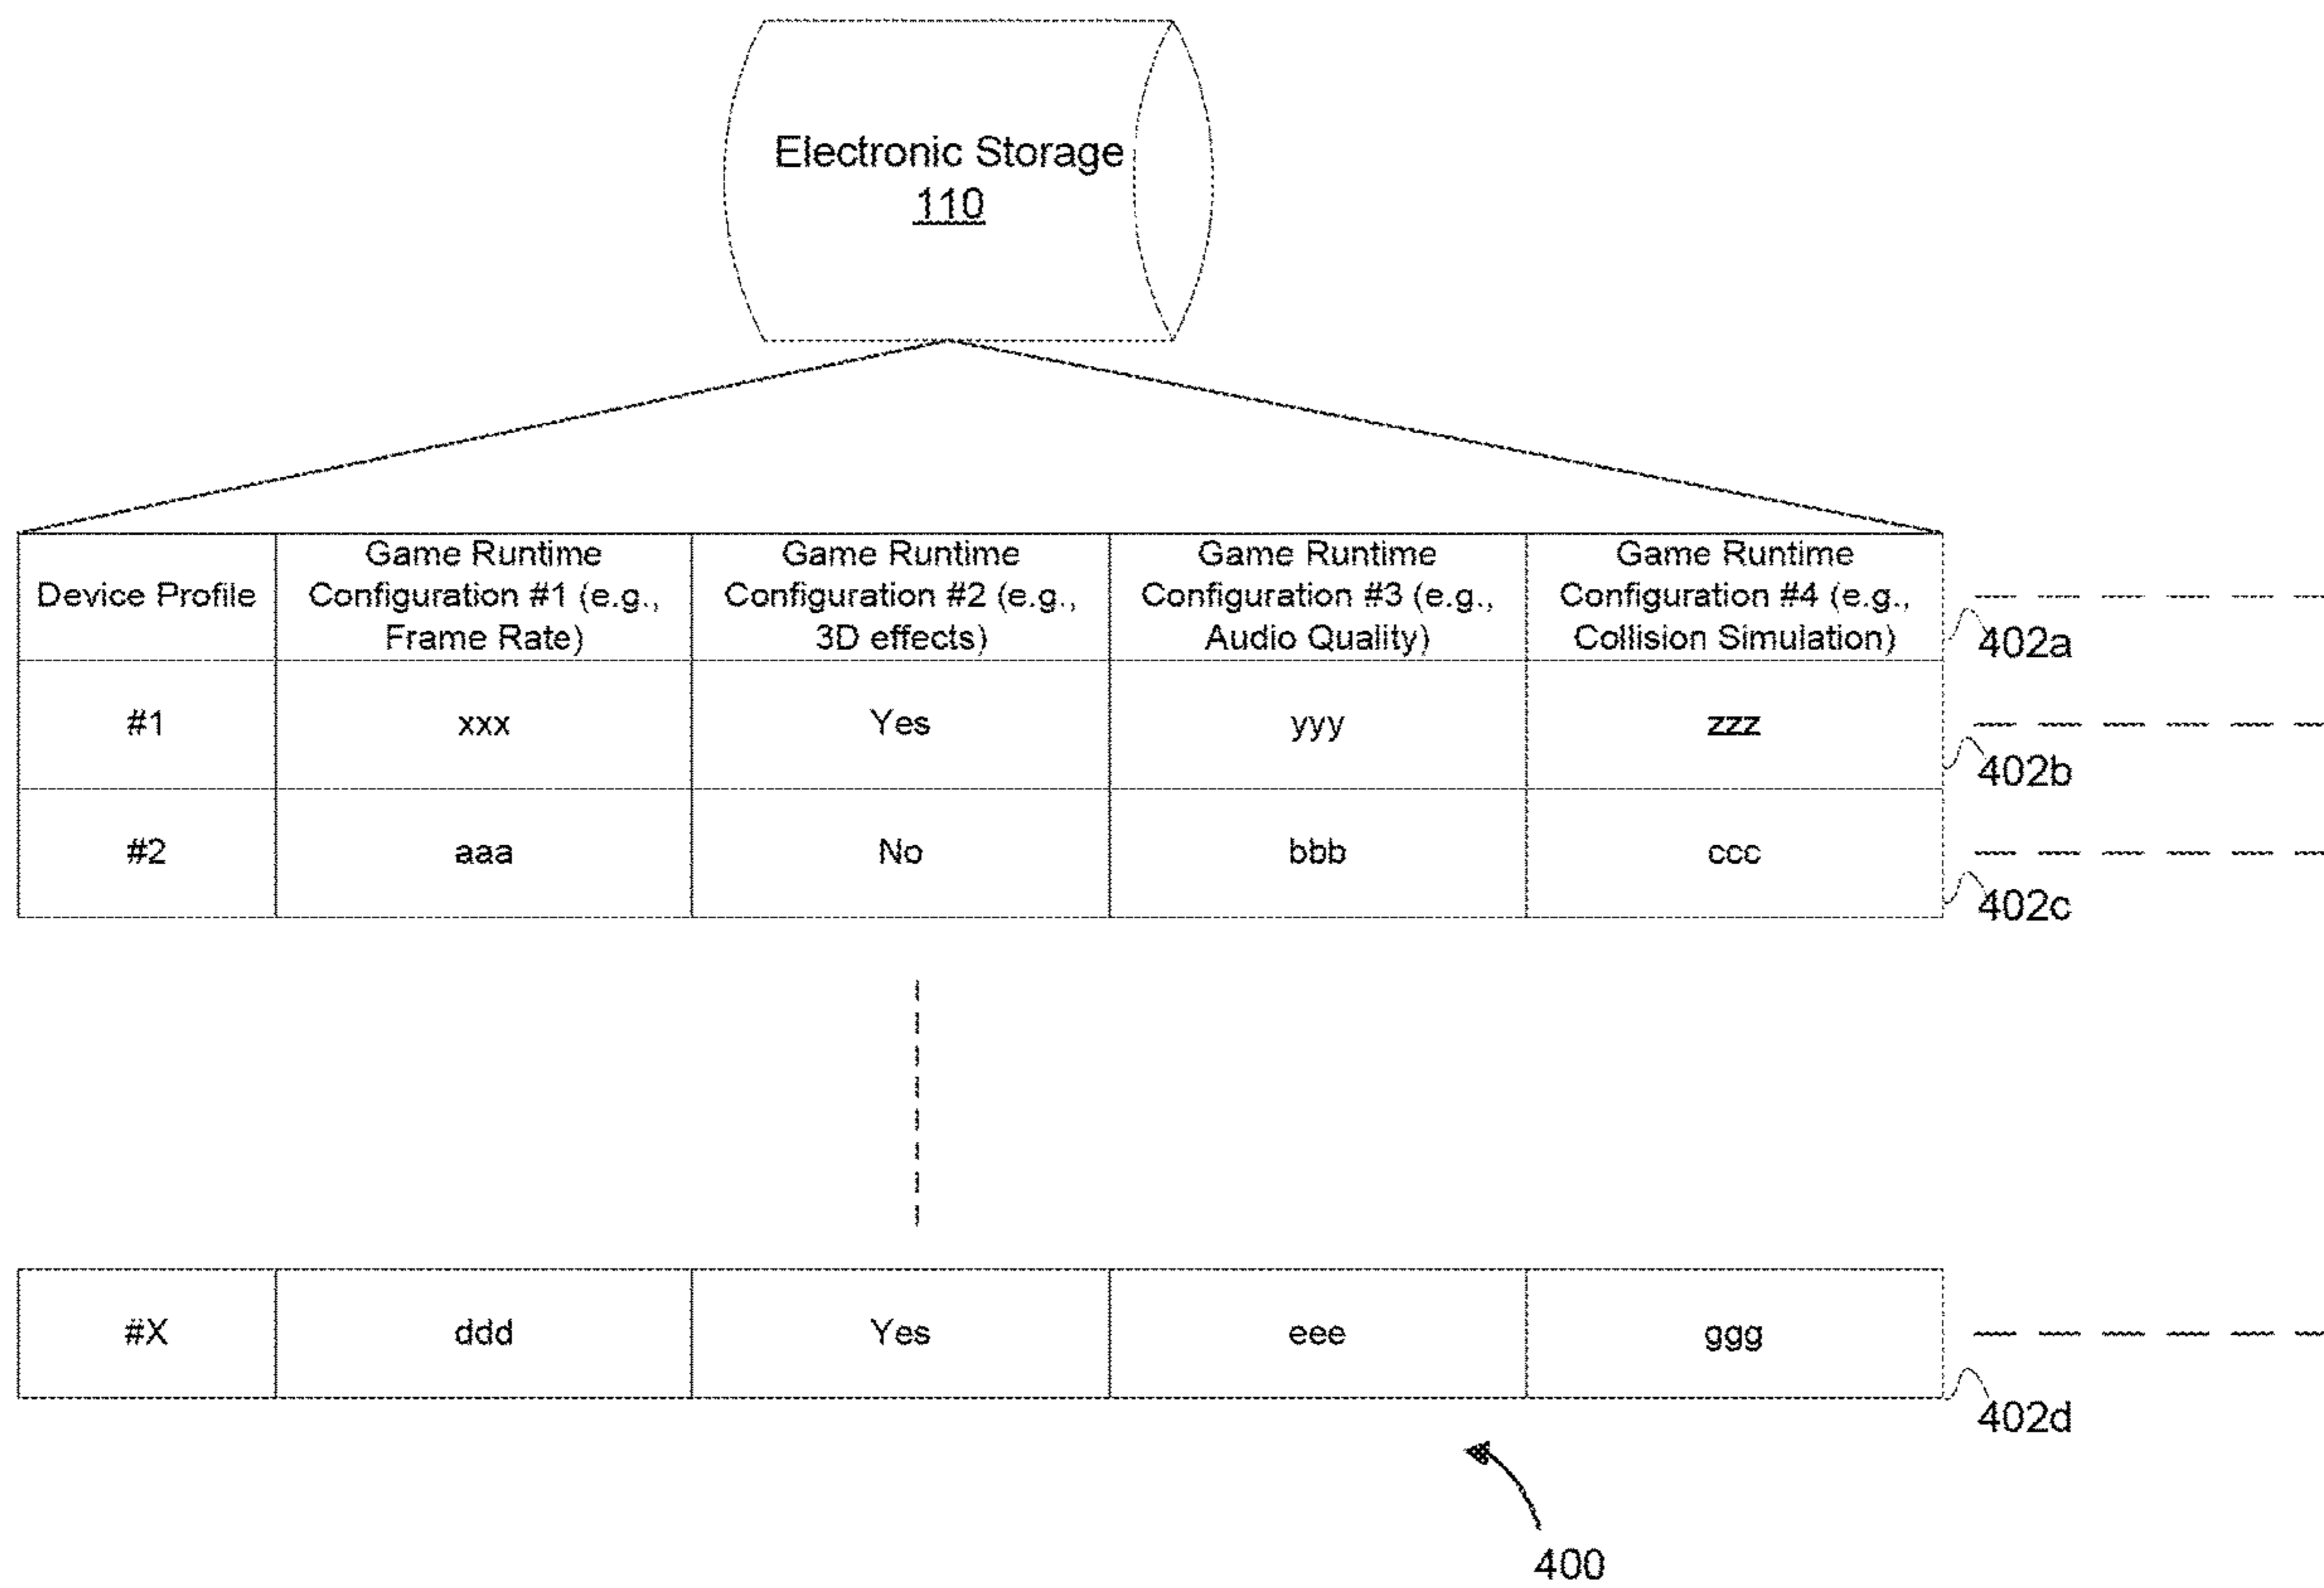 Electronic Storage
110
Device Profile
Game Runtime
Configuration #1 (e.g.,
Frame Rate)
Game Runtime
Configuration #2 (e.g.,
3D effects)
Game Runtime
Configuration #3 (e.g.,
Audio Quality)
Game Runtime
Configuration #4 (e.g.,
Collision Simulation)
402a
#1
xxx
Yes
yyy
zzz
402b
#2
aaa
No
bbb
ccc
402c
#X
ddd
Yes
eee
ggg
402d
400